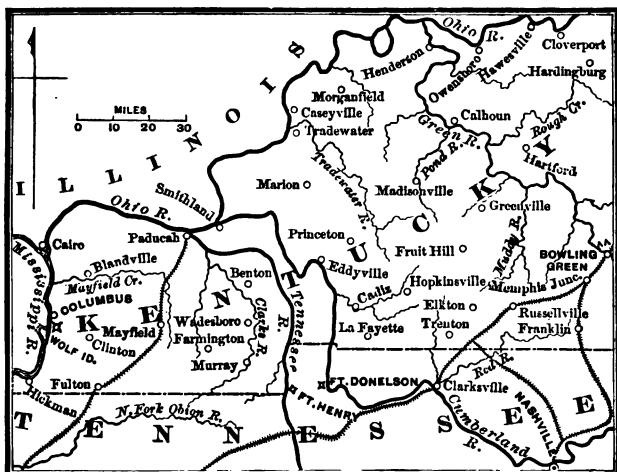 Ohio R.
Cloverport
Hawesville
Owensboro
Henderson
Hardingburg
ILLINOIS
MILES
0 10 20 30
Morganfield
Caseyville
Tradewater
Calhoun
Green R.
Rough Cr.
Hartford
Pond R.
Tradewater R.
Marion
Madisonville
Greenville
KENTUCKY
Smithland
Ohio R.
Paducah
Princeton
Fruit Hill
Muddy R.
BOWLING
GREEN
Cairo
Mississippi R.
Blandville
Mayfield Cr.
Benton
Eddyville
Cadiz
Hopkinsville
Memphis Junc.
COLUMBUS
WOLF ID.
Clinton
Mayfield
Wadesboro
Farmington
Murray
Clarks R.
Tennessee R.
La Fayette
Elkton
Trenton
Russellville
Franklin
Red R.
Fulton
Hickman
N. Fork Obion R.
FT. HENRY
FT. DONELSON
Clarksville
Cumberland R.
NASHVILLE
TENNESSEE